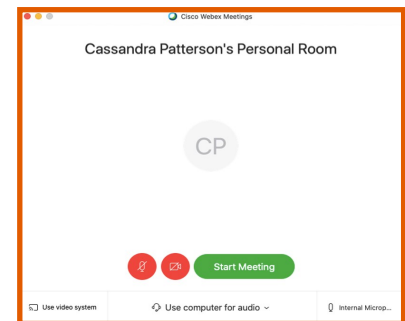 Cisco Webex Meetings
Cassandra Patterson's Personal Room
CP
Start Meeting
Use video system Use computer for audio Internal Microp...